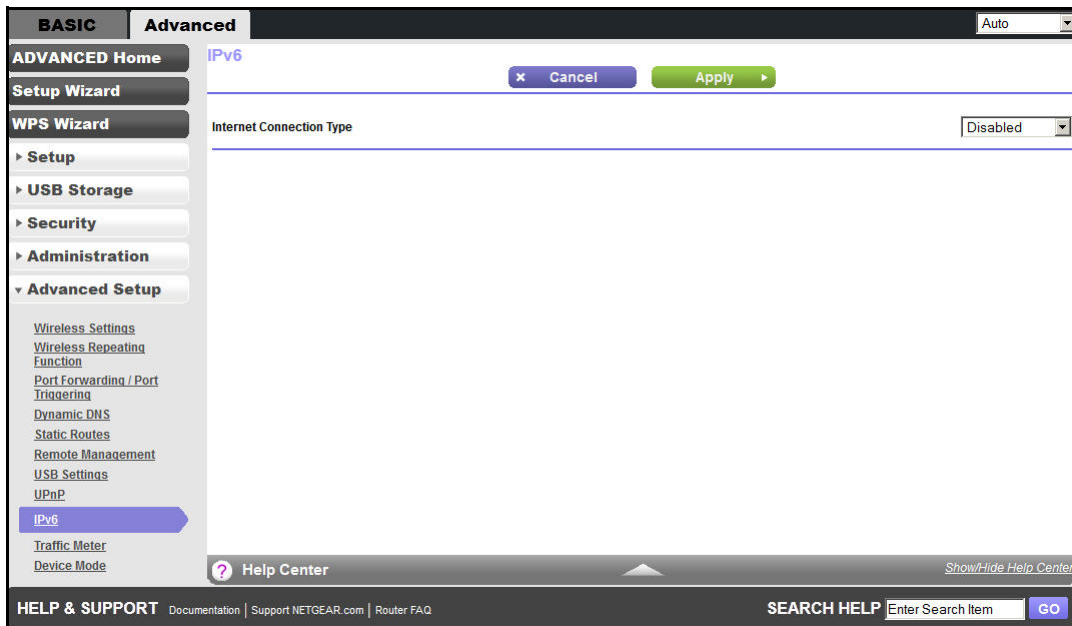 BASIC
Advanced
Auto
ADVANCED Home
Setup Wizard
WPS Wizard
Setup
USB Storage
Security
Administration
Advanced Setup
Wireless Settings
Wireless Repeating
Function
Port Forwarding / Port
Triggering
Dynamic DNS
Static Routes
Remote Management
USB Settings
UPnP
IPv6
Traffic Meter
Device Mode
IPv6
× Cancel
Apply
Internet Connection Type
Disabled
? Help Center
Show/Hide Help Center
HELP & SUPPORT Documentation | Support NETGEAR.com | Router FAQ
SEARCH HELP Enter Search Item GO